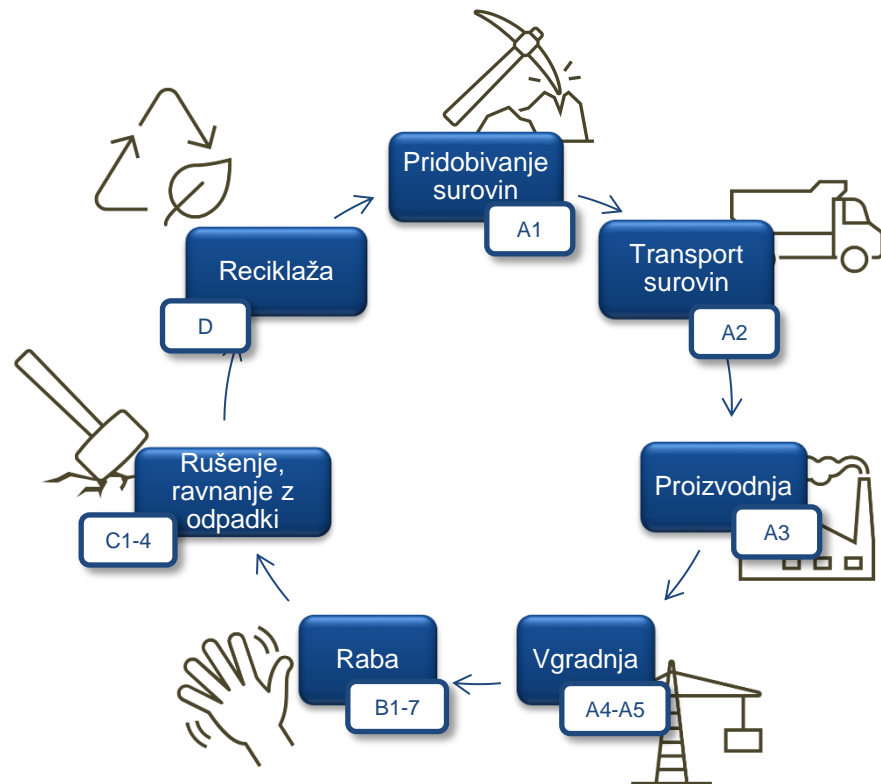 Pridobivanje
surovin
A1
Transport
surovin
A2
Proizvodnja
A3
Vgradnja
A4-A5
Raba
B1-7
Rušenje,
ravnanje z
odpadki
C1-4
Reciklaža
D